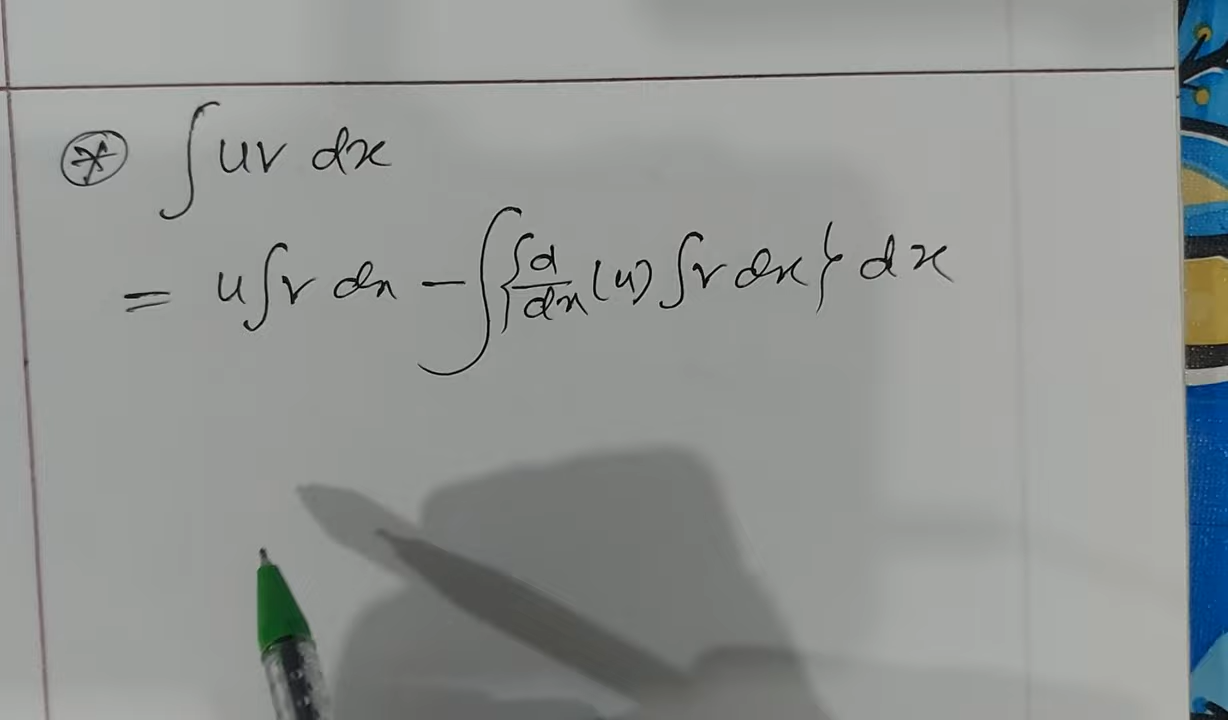 ⊛ ∫ uv dx
= u∫v dx − ∫{d/dx (u) ∫v dx} dx